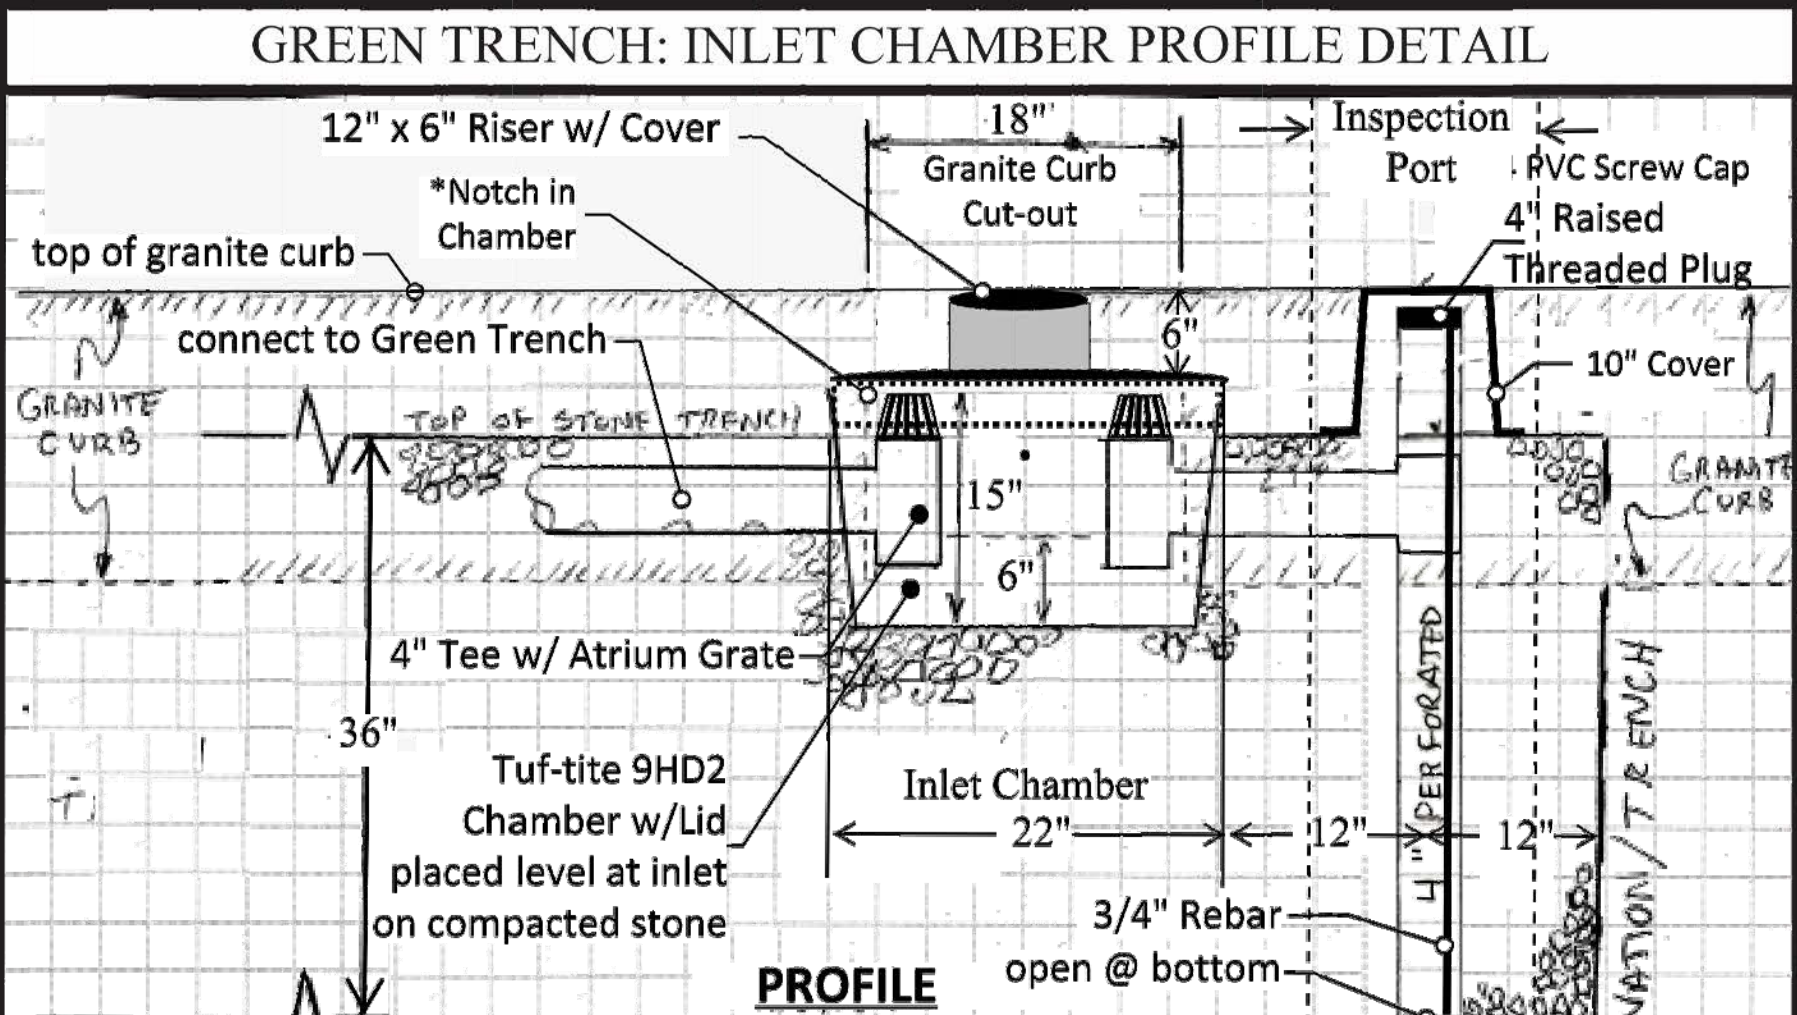 GREEN TRENCH: INLET CHAMBER PROFILE DETAIL
12" x 6" Riser w/ Cover
18"
Granite Curb
Cut-out
Inspection
Port
PVC Screw Cap
4" Raised
Threaded Plug
*Notch in
Chamber
top of granite curb
connect to Green Trench
6"
10" Cover
GRANITE
CURB
TOP OF STONE TRENCH
15"
GRANITE
CURB
6"
4" Tee w/ Atrium Grate
36"
Tuf-tite 9HD2
Chamber w/Lid
placed level at inlet
on compacted stone
Inlet Chamber
22"
12"
12"
4" PERFORATED
VATION/TRENCH
3/4" Rebar
open @ bottom
PROFILE